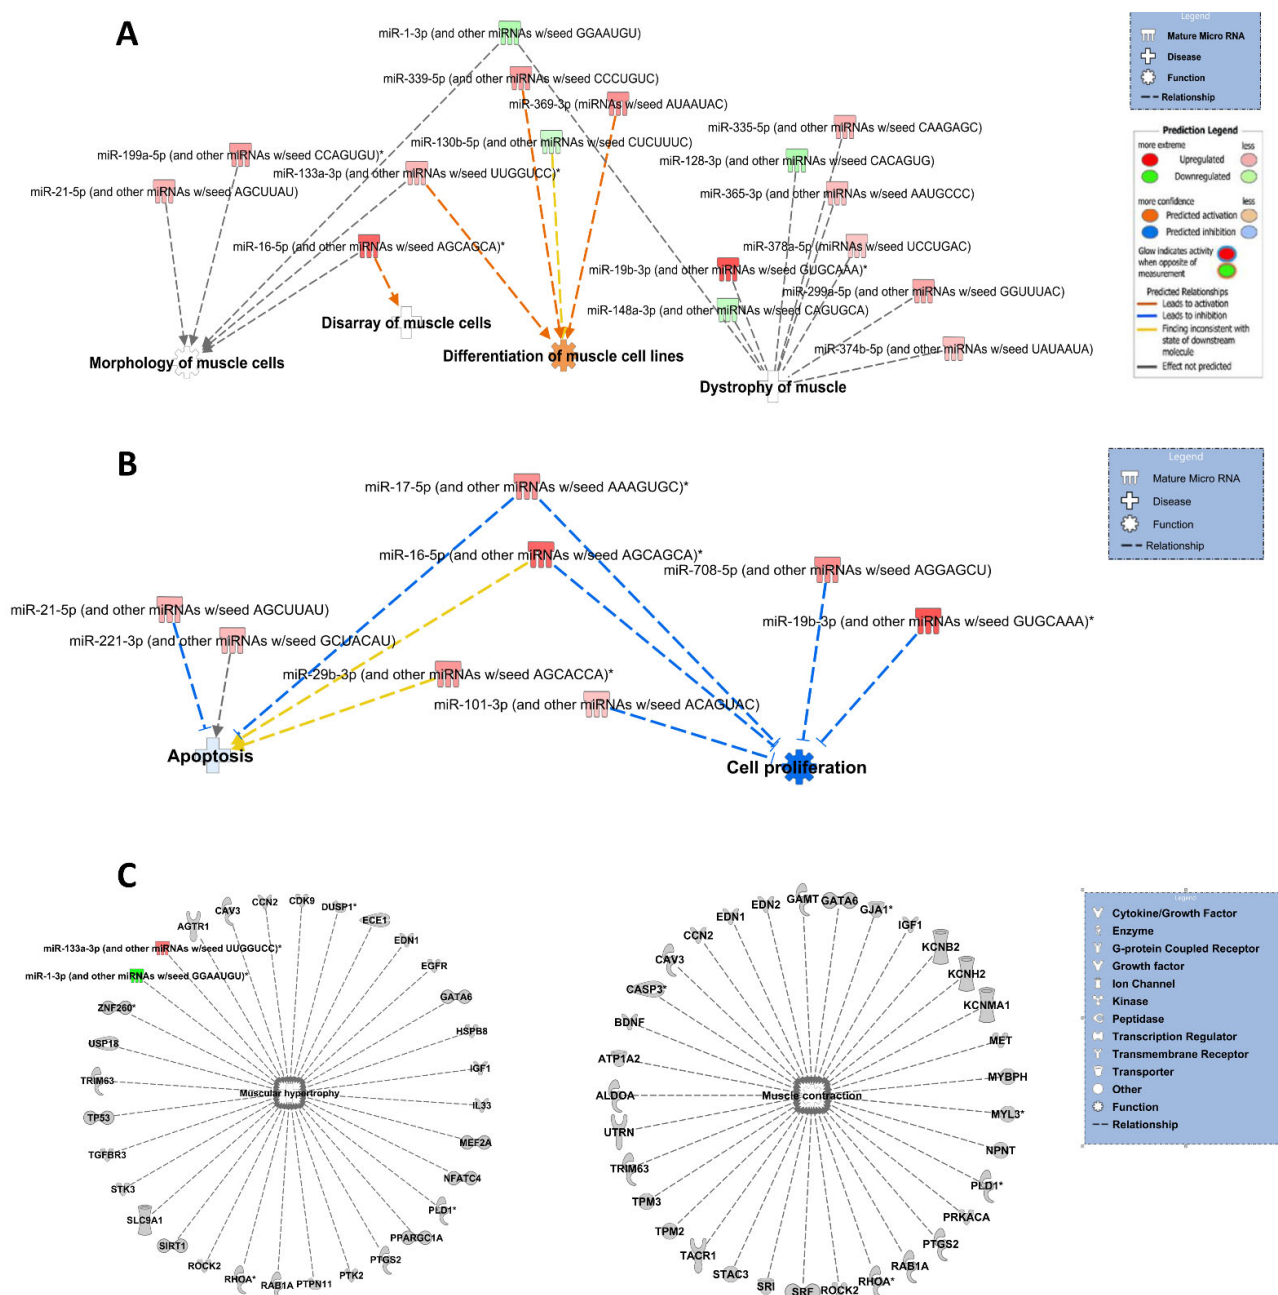 A
miR-1-3p (and other miRNAs w/seed GGAAUGU)
miR-339-5p (and other miRNAs w/seed CCCUGUC)
miR-369-3p (miRNAs w/seed AUAAUAC)
miR-130b-5p (and other miRNAs w/seed CUCUUUC)
miR-335-5p (and other miRNAs w/seed CAAGAGC)
miR-199a-5p (and other miRNAs w/seed CCAGUGU)*
miR-128-3p (and other miRNAs w/seed CACAGUG)
miR-133a-3p (and other miRNAs w/seed UUGGUCC)*
miR-21-5p (and other miRNAs w/seed AGCUUAU)
miR-365-3p (and other miRNAs w/seed AAUGCCC)
miR-16-5p (and other miRNAs w/seed AGCAGCA)*
miR-378a-5p (miRNAs w/seed UCCUGAC)
miR-19b-3p (and other miRNAs w/seed GUGCAAA)*
miR-299a-5p (and other miRNAs w/seed GGUUUAC)
miR-148a-3p (and other miRNAs w/seed CAGUGCA)
miR-374b-5p (and other miRNAs w/seed UAUAAUA)
Disarray of muscle cells
Morphology of muscle cells
Differentiation of muscle cell lines
Dystrophy of muscle
Legend
Mature Micro RNA
Disease
Function
Relationship
Prediction Legend
more extreme less
Upregulated
Downregulated
more confidence less
Predicted activation
Predicted inhibition
Glow indicates activity
when opposite of
measurement
Predicted Relationships
Leads to activation
Leads to inhibition
Finding inconsistent with
state of downstream
molecule
Effect not predicted
B
miR-17-5p (and other miRNAs w/seed AAAGUGC)*
miR-16-5p (and other miRNAs w/seed AGCAGCA)*
miR-708-5p (and other miRNAs w/seed AGGAGCU)
miR-21-5p (and other miRNAs w/seed AGCUUAU)
miR-19b-3p (and other miRNAs w/seed GUGCAAA)*
miR-221-3p (and other miRNAs w/seed GCUACAU)
miR-29b-3p (and other miRNAs w/seed AGCACCA)*
miR-101-3p (and other miRNAs w/seed ACAGUAC)
Apoptosis
Cell proliferation
Legend
Mature Micro RNA
Disease
Function
Relationship
C
miR-133a-3p (and other miRNAs w/seed UUGGUCC)*
miR-1-3p (and other miRNAs w/seed GGAAUGU)*
AGTR1
CAV3
CCN2
CDK9
DUSP1*
ECE1
EDN1
EGFR
GATA6
HSPB8
IGF1
IL33
MEF2A
NFATC4
PLD1*
PPARGC1A
PTGS2
PTK2
PTPN11
RAB1A
RHOA*
ROCK2
SIRT1
SLC9A1
STK3
TGFBR3
TP53
TRIM63
USP18
ZNF260*
Muscular hypertrophy
GAMT
GATA6
GJA1*
IGF1
KCNB2
KCNH2
KCNMA1
MET
MYBPH
MYL3*
NPNT
PLD1*
PRKACA
PTGS2
RAB1A
RHOA*
ROCK2
SRF
SRI
STAC3
TACR1
TPM2
TPM3
TRIM63
UTRN
ALDOA
ATP1A2
BDNF
CASP3*
CAV3
CCN2
EDN1
EDN2
Muscle contraction
Legend
Cytokine/Growth Factor
Enzyme
G-protein Coupled Receptor
Growth factor
Ion Channel
Kinase
Peptidase
Transcription Regulator
Transmembrane Receptor
Transporter
Other
Function
Relationship